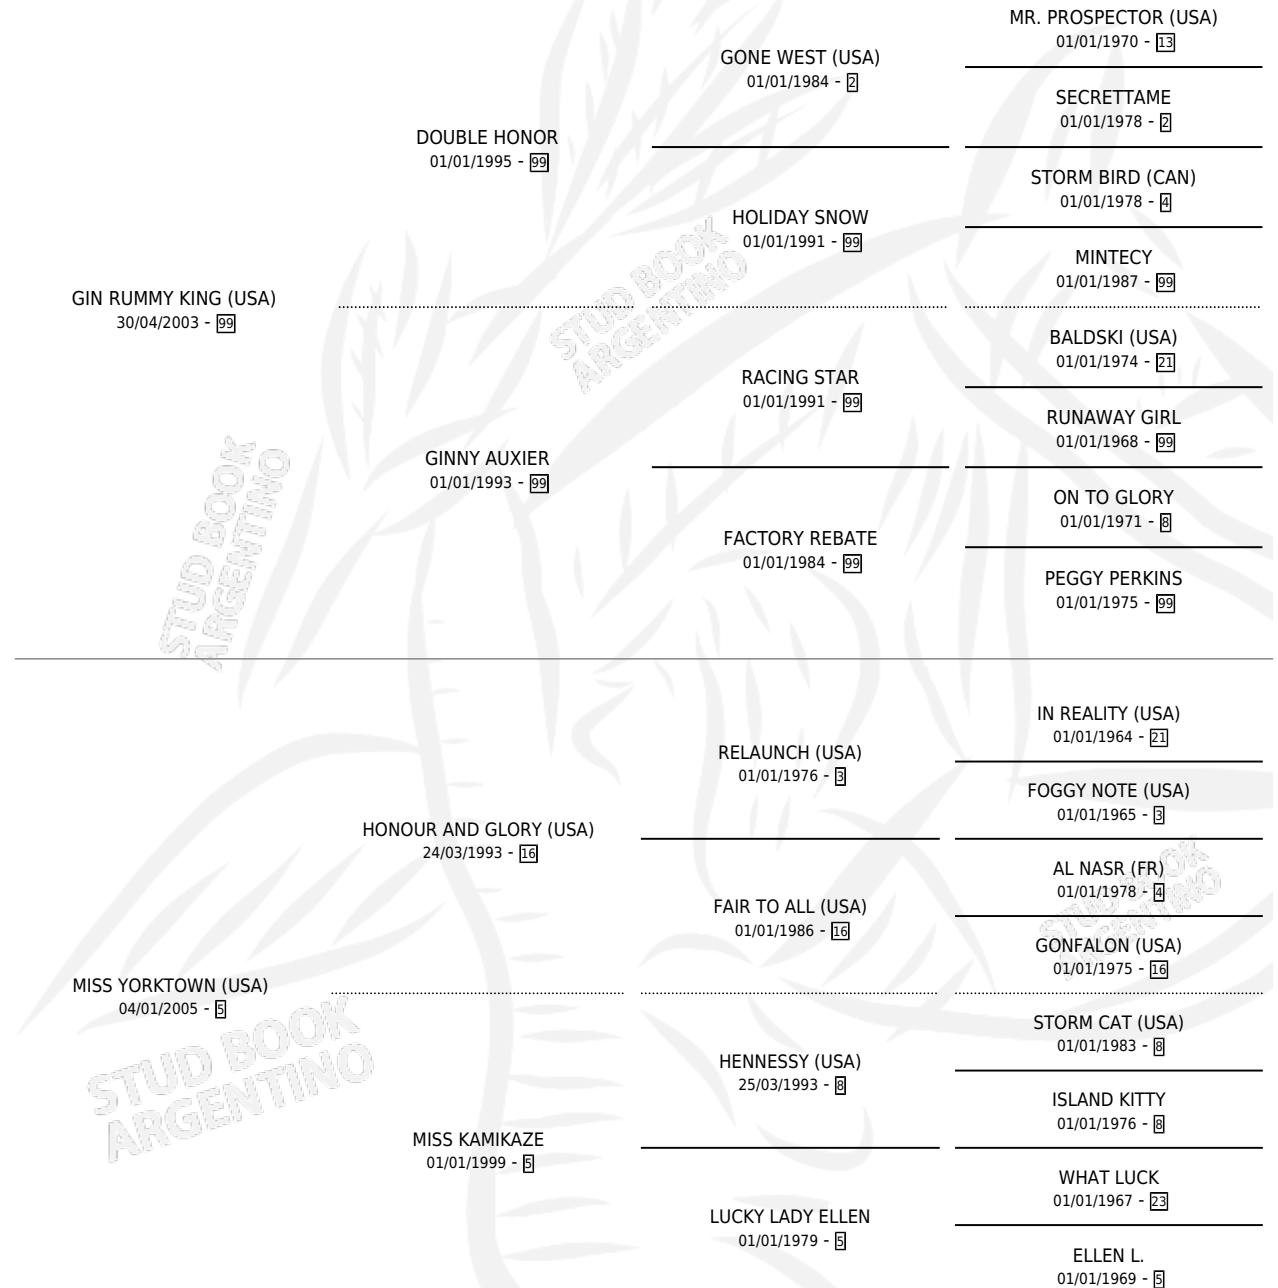 MR. PROSPECTOR (USA)
01/01/1970 - 13
GONE WEST (USA)
01/01/1984 - 2
SECRETTAME
01/01/1978 - 2
DOUBLE HONOR
01/01/1995 - 99
STORM BIRD (CAN)
01/01/1978 - 4
HOLIDAY SNOW
01/01/1991 - 99
MINTECY
01/01/1987 - 99
GIN RUMMY KING (USA)
30/04/2003 - 99
BALDSKI (USA)
01/01/1974 - 21
RACING STAR
01/01/1991 - 99
RUNAWAY GIRL
01/01/1968 - 99
GINNY AUXIER
01/01/1993 - 99
ON TO GLORY
01/01/1971 - 8
FACTORY REBATE
01/01/1984 - 99
PEGGY PERKINS
01/01/1975 - 99
IN REALITY (USA)
01/01/1964 - 21
RELAUNCH (USA)
01/01/1976 - 3
FOGGY NOTE (USA)
01/01/1965 - 3
HONOUR AND GLORY (USA)
24/03/1993 - 16
AL NASR (FR)
01/01/1978 - 4
FAIR TO ALL (USA)
01/01/1986 - 16
GONFALON (USA)
01/01/1975 - 16
MISS YORKTOWN (USA)
04/01/2005 - 5
STORM CAT (USA)
01/01/1983 - 8
HENNESSY (USA)
25/03/1993 - 8
ISLAND KITTY
01/01/1976 - 8
MISS KAMIKAZE
01/01/1999 - 5
WHAT LUCK
01/01/1967 - 23
LUCKY LADY ELLEN
01/01/1979 - 5
ELLEN L.
01/01/1969 - 5
STUD BOOK
ARGENTINO
STUD BOOK
ARGENTINO
STUD BOOK
ARGENTINO
STUD BOOK
ARGENTINO